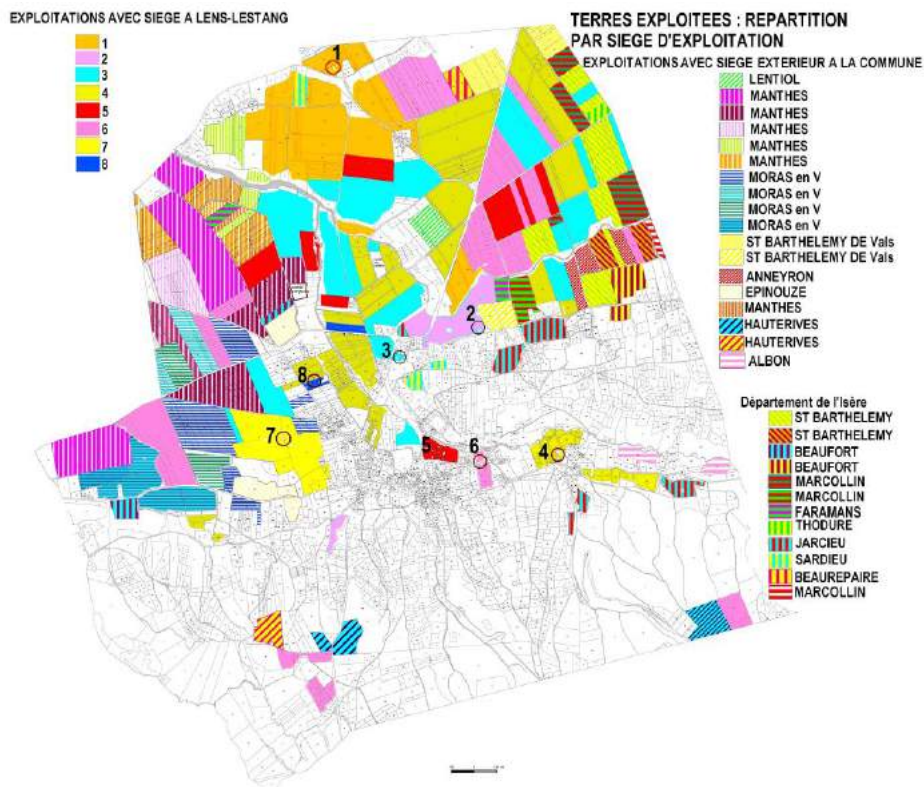 EXPLOITATIONS AVEC SIEGE A LENS-LESTANG
1
2
3
4
5
6
7
8
TERRES EXPLOITEES : REPARTITION
PAR SIEGE D'EXPLOITATION
EXPLOITATIONS AVEC SIEGE EXTERIEUR A LA COMMUNE
LENTIOL
MANTHES
MANTHES
MANTHES
MANTHES
MANTHES
MORAS en V
MORAS en V
MORAS en V
MORAS en V
ST BARTHELEMY DE Vals
ST BARTHELEMY DE Vals
ANNEYRON
EPINOUZE
MANTHES
HAUTERIVES
HAUTERIVES
ALBON
Département de l'Isère
ST BARTHELEMY
ST BARTHELEMY
BEAUFORT
BEAUFORT
MARCOLLIN
MARCOLLIN
FARAMANS
THODURE
JARCIEU
SARDIEU
BEAUREPAIRE
MARCOLLIN
1
2
3
8
7
5
6
4